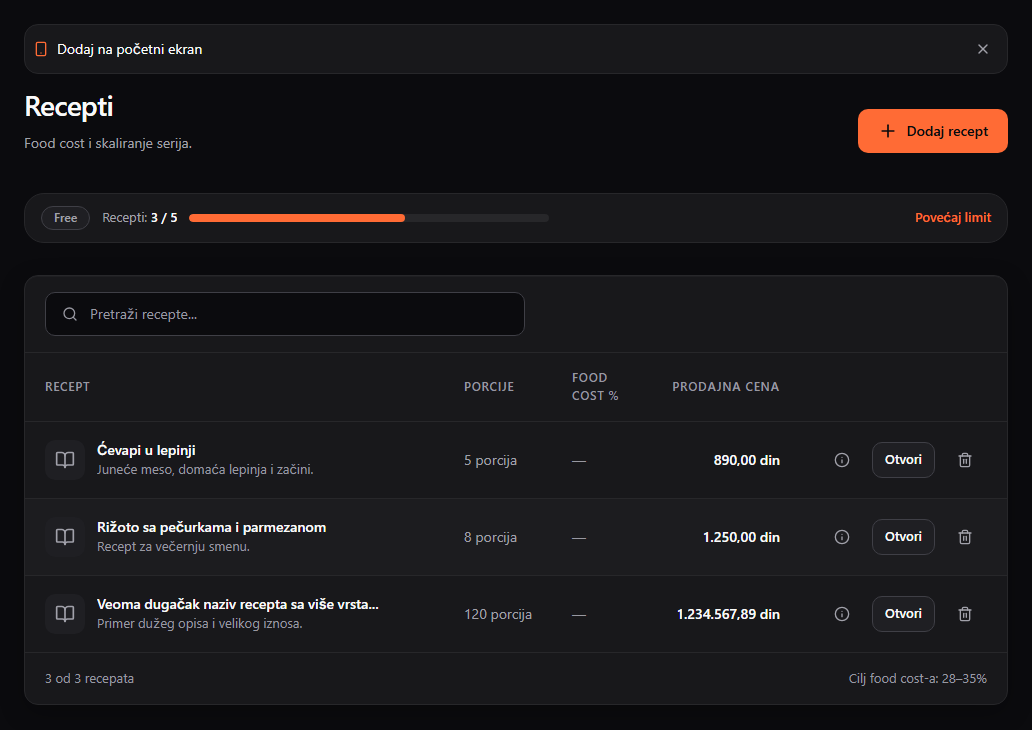 Dodaj na početni ekran
Recepti
Food cost i skaliranje serija.
Dodaj recept
Free
Recepti: 3 / 5
Povećaj limit
Pretraži recepte...
RECEPT
PORCIJE
FOOD
COST %
PRODAJNA CENA
Ćevapi u lepinji
Juneće meso, domaća lepinja i začini.
5 porcija
—
890,00 din
Otvori
Rižoto sa pečurkama i parmezanom
Recept za večernju smenu.
8 porcija
—
1.250,00 din
Otvori
Veoma dugačak naziv recepta sa više vrsta...
Primer dužeg opisa i velikog iznosa.
120 porcija
—
1.234.567,89 din
Otvori
3 od 3 recepata
Cilj food cost-a: 28–35%